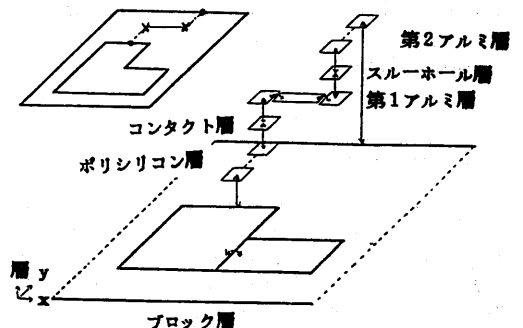 第2アルミ層
スルーホール層
第1アルミ層
コンタクト層
ポリシリコン層
層 y
x
ブロック層